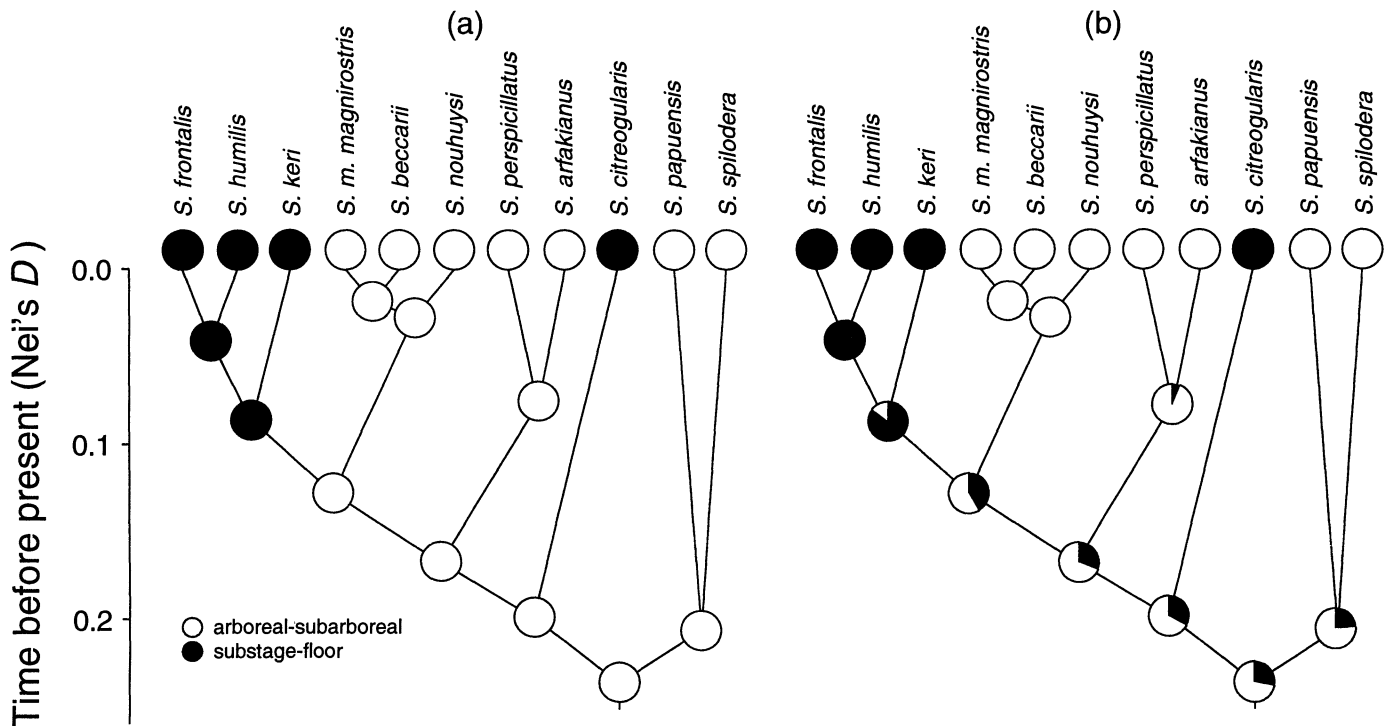 (a)
(b)
S. frontalis
S. humilis
S. keri
S. m. magnirostris
S. beccarii
S. nouhuysi
S. perspicillatus
S. arfakianus
S. citreogularis
S. papuensis
S. spilodera
S. frontalis
S. humilis
S. keri
S. m. magnirostris
S. beccarii
S. nouhuysi
S. perspicillatus
S. arfakianus
S. citreogularis
S. papuensis
S. spilodera
Time before present (Nei's D )
0.0
0.1
0.2
arboreal-subarboreal
substage-floor